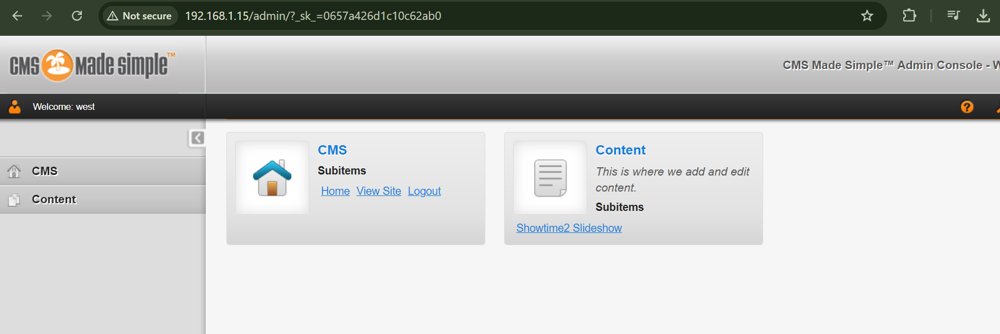 Not secure 192.168.1.15/admin/?_sk_=0657a426d1c10c62ab0
CMS Made Simple™
CMS Made Simple™ Admin Console - W
Welcome: west
CMS
Content
CMS
Subitems
Home View Site Logout
Content
This is where we add and edit
content.
Subitems
Showtime2 Slideshow